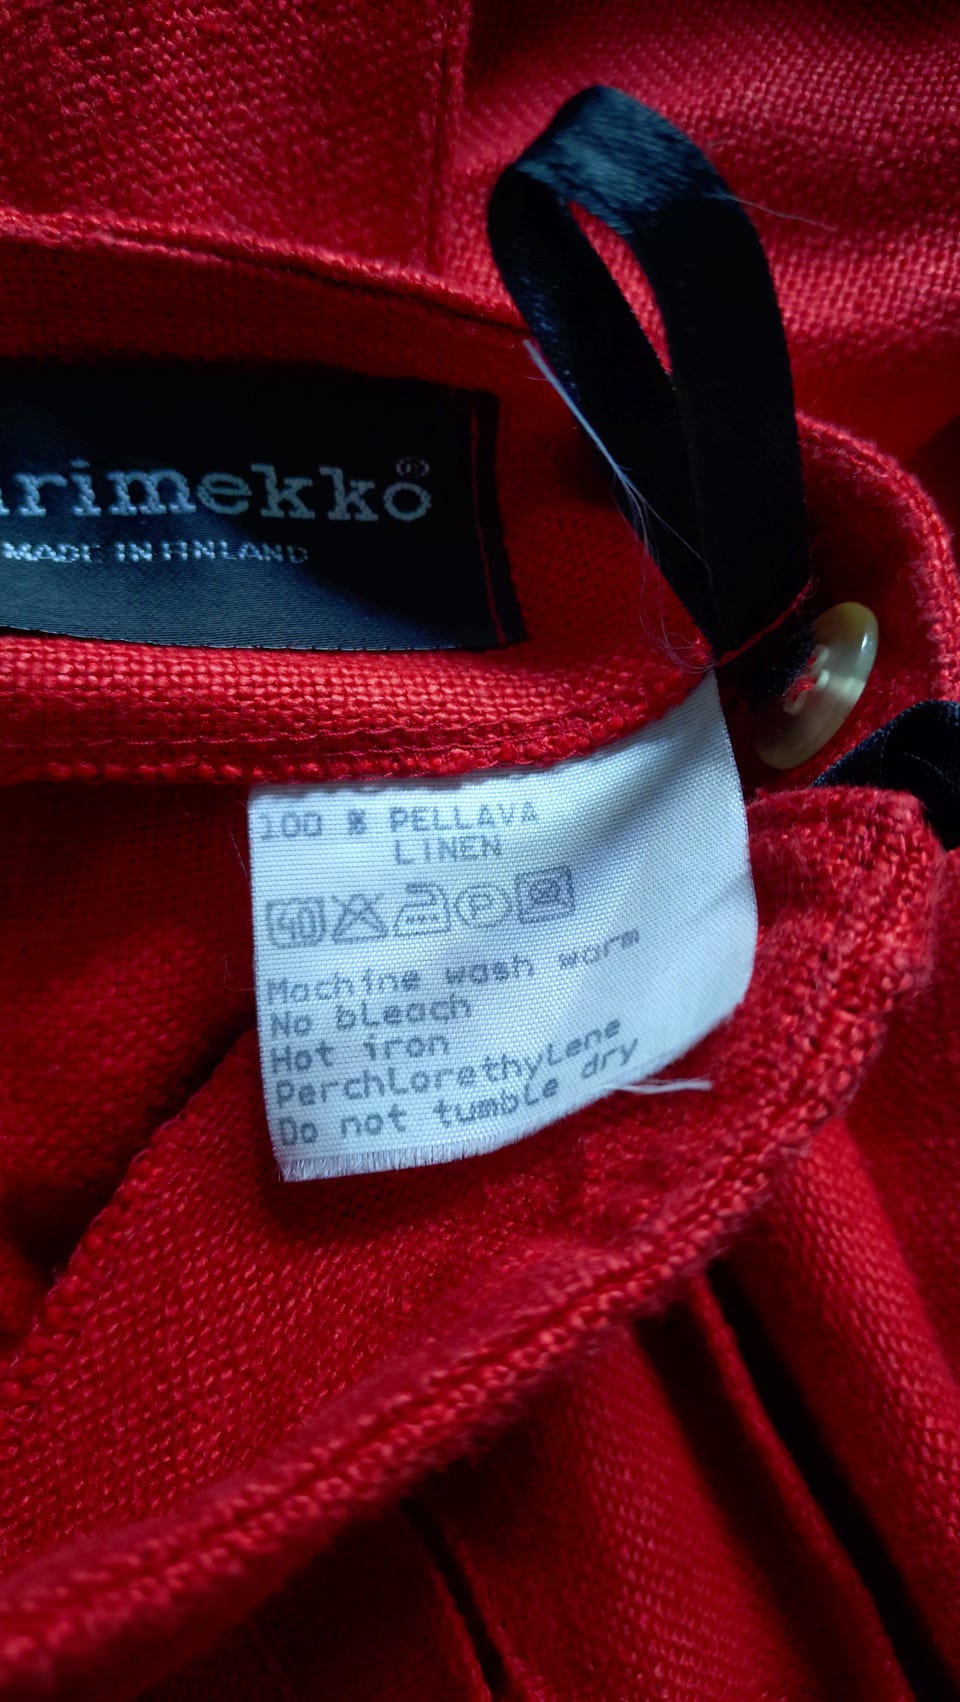 arimekko®
MADE IN FINLAND
100 % PELLAVA
LINEN
40 P
Machine wash warm
No bleach
Hot iron
Perchlorethylene
Do not tumble dry